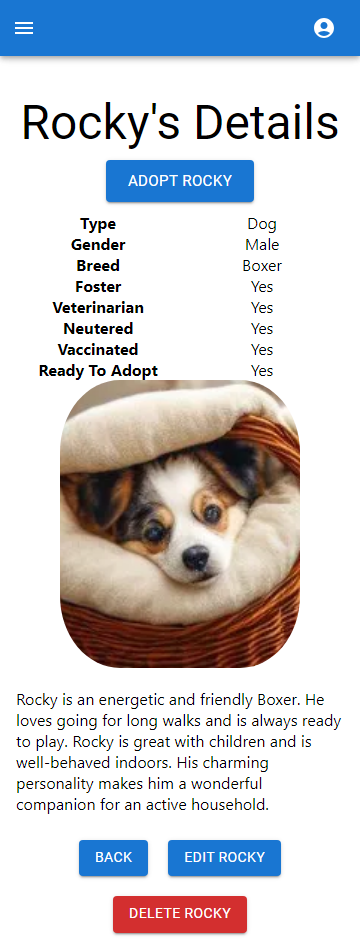 Rocky's Details
ADOPT ROCKY
Type Dog
Gender Male
Breed Boxer
Foster Yes
Veterinarian Yes
Neutered Yes
Vaccinated Yes
Ready To Adopt Yes
Rocky is an energetic and friendly Boxer. He
loves going for long walks and is always ready
to play. Rocky is great with children and is
well-behaved indoors. His charming
personality makes him a wonderful
companion for an active household.
BACK EDIT ROCKY
DELETE ROCKY